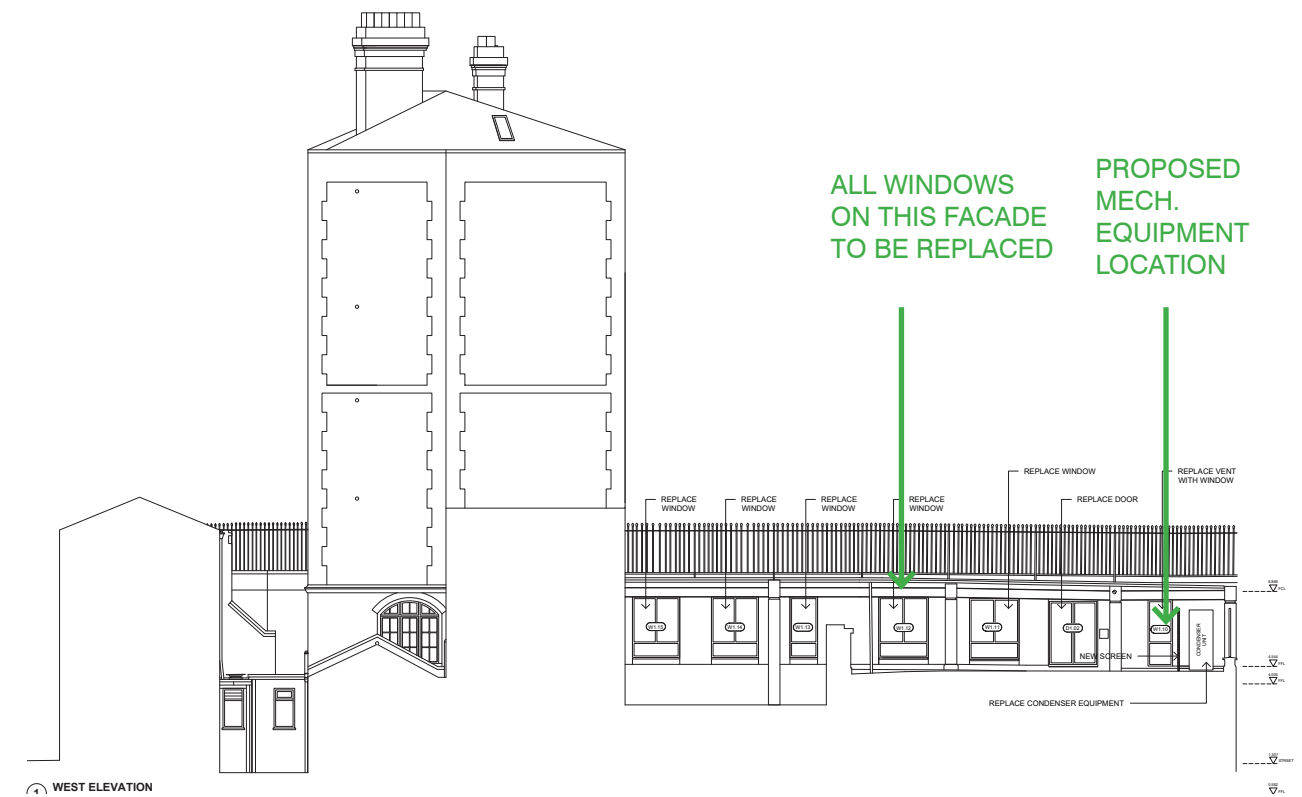 ALL WINDOWS
ON THIS FACADE
TO BE REPLACED
PROPOSED
MECH.
EQUIPMENT
LOCATION
REPLACE WINDOW
REPLACE VENT
WITH WINDOW
REPLACE
WINDOW
REPLACE
WINDOW
REPLACE
WINDOW
REPLACE
WINDOW
REPLACE DOOR
FCL
W1.15
W1.14
W1.13
W1.12
W1.11
D1.02
W1.10
CONDENSER
UNIT
NEW SCREEN
FFL
FFL
REPLACE CONDENSER EQUIPMENT
STREET
1 WEST ELEVATION
FFL